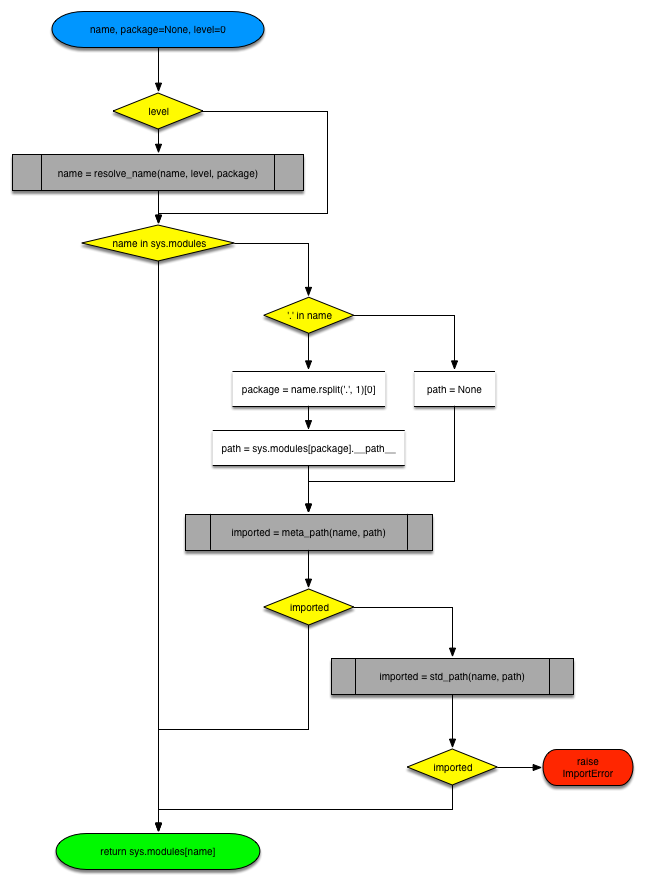 name, package=None, level=0
level
name = resolve_name(name, level, package)
name in sys.modules
'.' in name
package = name.rsplit('.', 1)[0]
path = None
path = sys.modules[package].__path__
imported = meta_path(name, path)
imported
imported = std_path(name, path)
imported
raise
ImportError
return sys.modules[name]